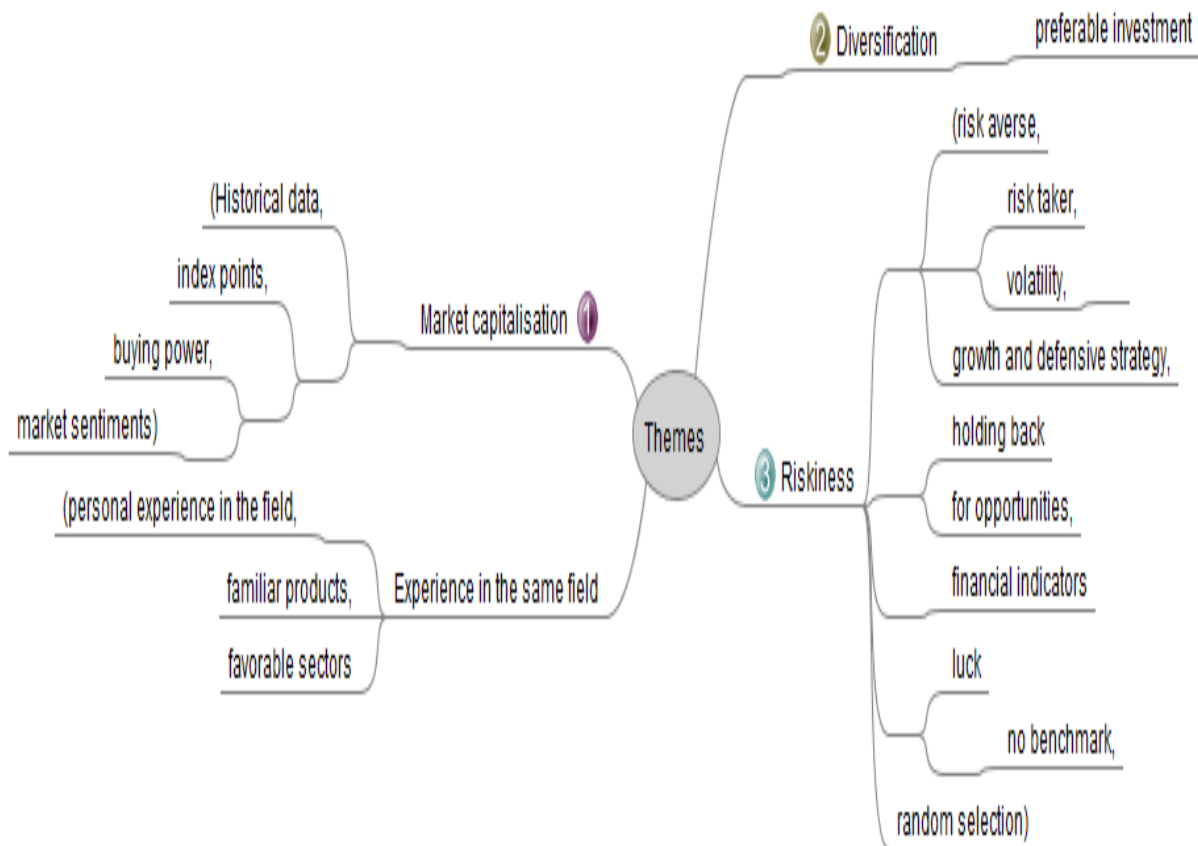 Themes
1 Market capitalisation
(Historical data,
index points,
buying power,
market sentiments)
2 Diversification
preferable investment
3 Riskiness
(risk averse,
risk taker,
volatility,
growth and defensive strategy,
holding back
for opportunities,
financial indicators
luck
no benchmark,
random selection)
Experience in the same field
(personal experience in the field,
familiar products,
favorable sectors